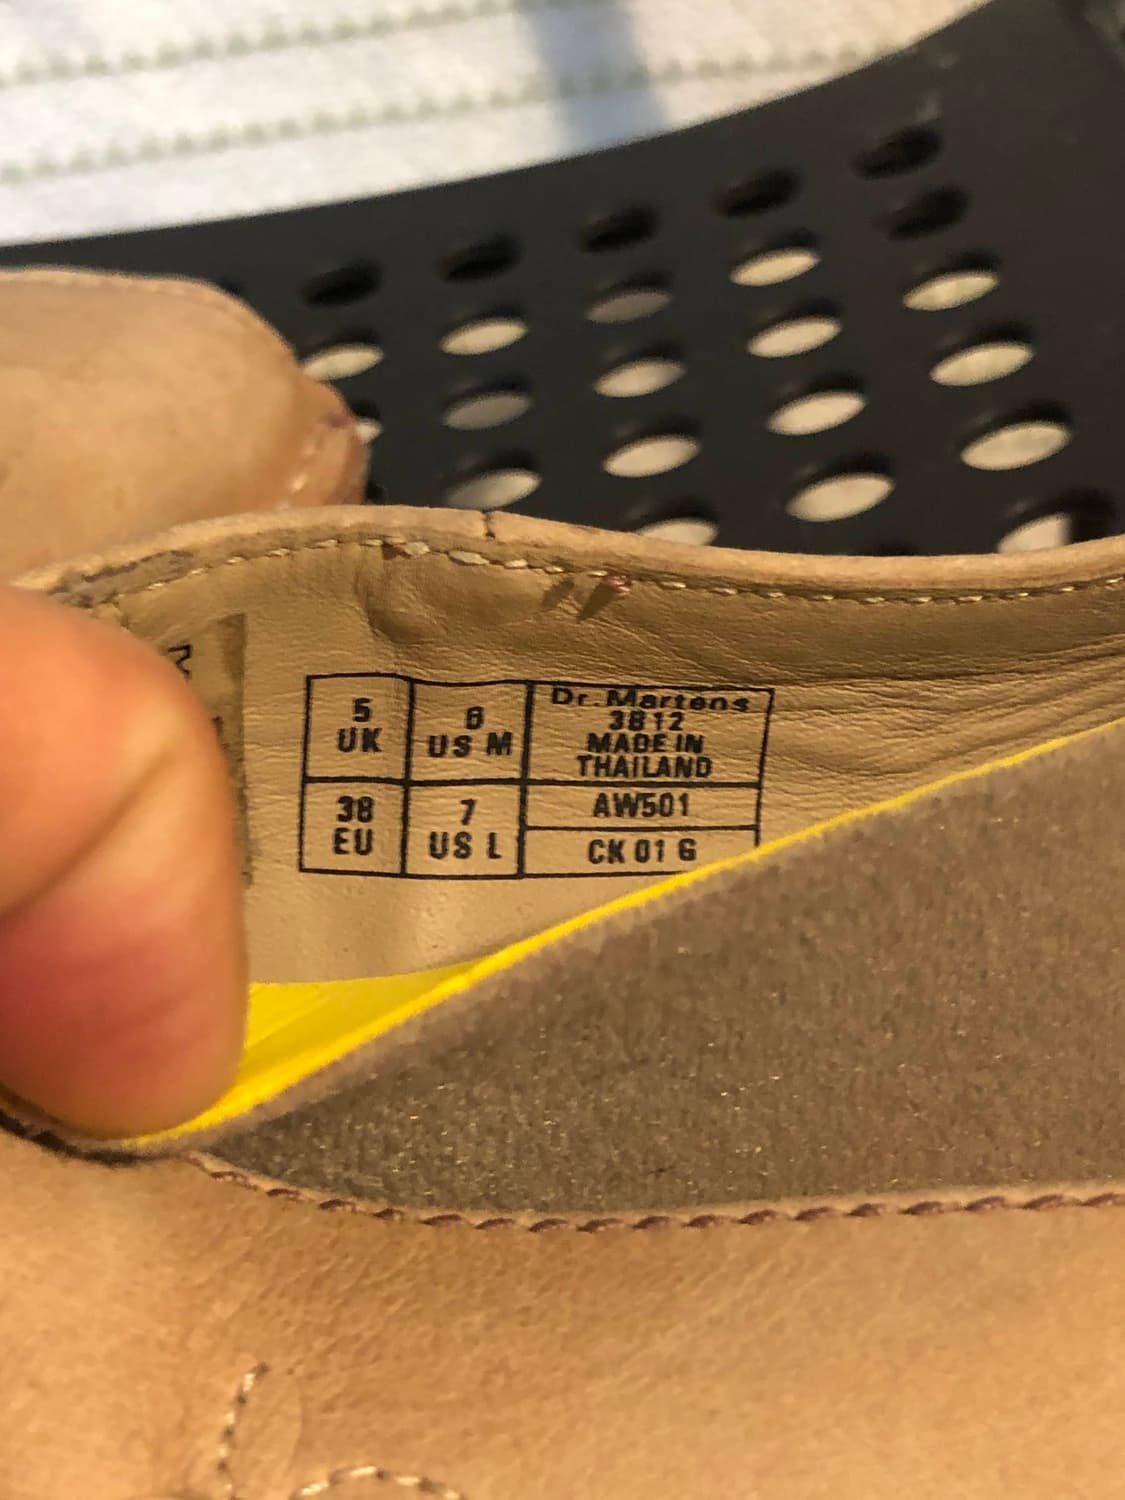 5
UK
6
US M
Dr. Martens
3812
MADE IN
THAILAND
38
EU
7
US L
AW501
CK 01 G